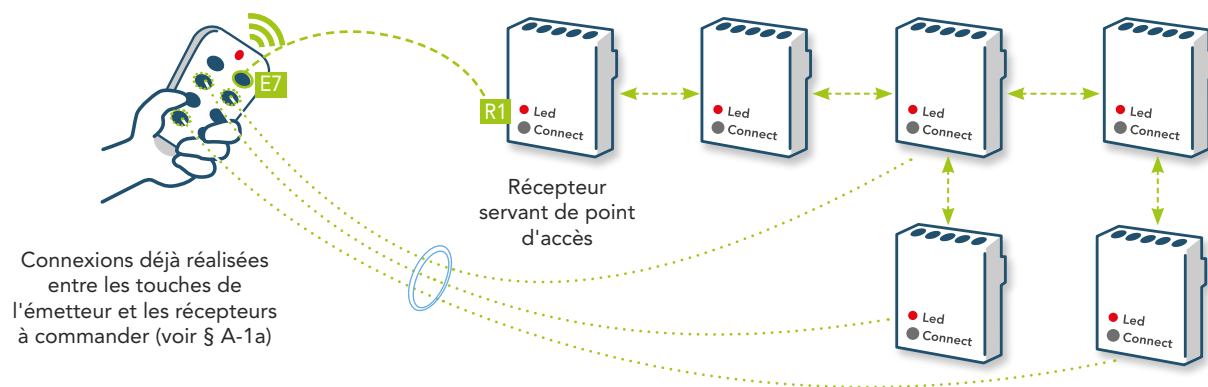 E7
R1
Led
Connect
Led
Connect
Led
Connect
Led
Connect
Récepteur
servant de point
d'accès
Connexions déjà réalisées
entre les touches de
l'émetteur et les récepteurs
à commander (voir § A-1a)
Led
Connect
Led
Connect